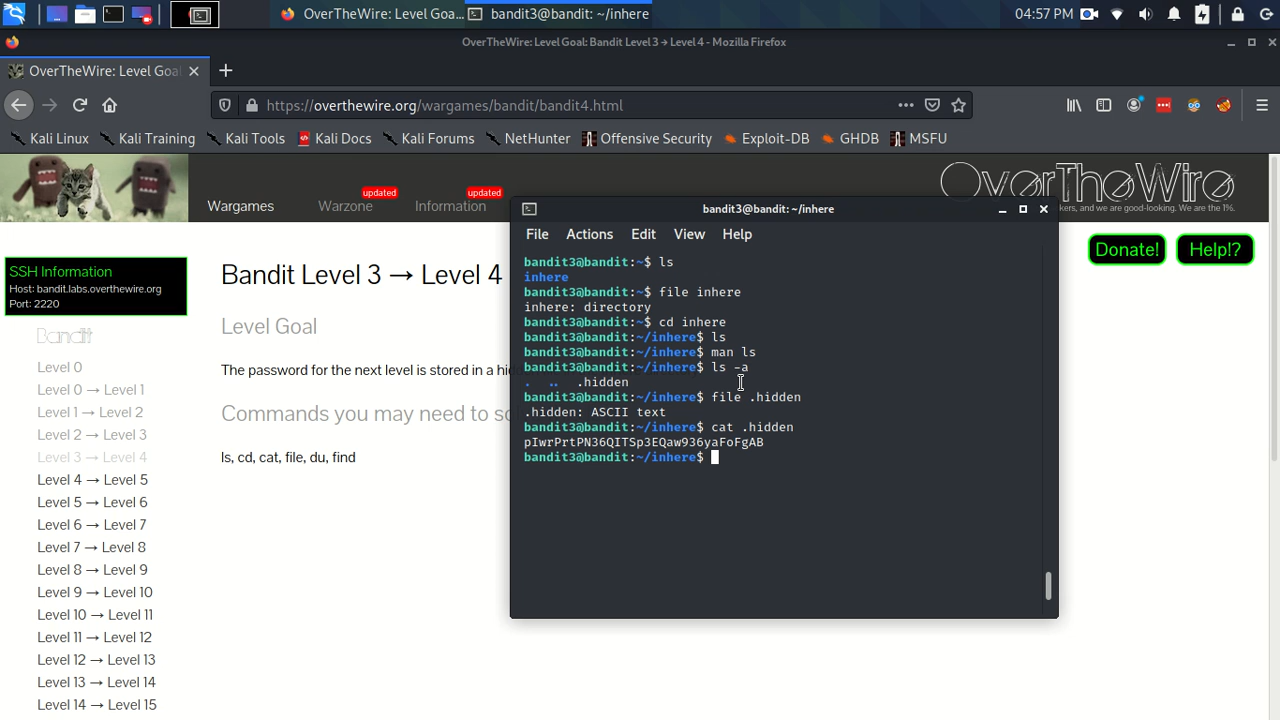 OverTheWire: Level Goa...
bandit3@bandit: ~/inhere
04:57 PM
OverTheWire: Level Goal: Bandit Level 3 → Level 4 - Mozilla Firefox
OverTheWire: Level Goal
https://overthewire.org/wargames/bandit/bandit4.html
Kali Linux
Kali Training
Kali Tools
Kali Docs
Kali Forums
NetHunter
Offensive Security
Exploit-DB
GHDB
MSFU
Wargames
Warzone
updated
Information
updated
OverTheWire
kers, and we are good-looking. We are the 1%.
Donate!
Help!?
SSH Information
Host: bandit.labs.overthewire.org
Port: 2220
Bandit
Level 0
Level 0 → Level 1
Level 1 → Level 2
Level 2 → Level 3
Level 3 → Level 4
Level 4 → Level 5
Level 5 → Level 6
Level 6 → Level 7
Level 7 → Level 8
Level 8 → Level 9
Level 9 → Level 10
Level 10 → Level 11
Level 11 → Level 12
Level 12 → Level 13
Level 13 → Level 14
Level 14 → Level 15
Bandit Level 3 → Level 4
Level Goal
The password for the next level is stored in a hi
Commands you may need to so
ls, cd, cat, file, du, find
bandit3@bandit: ~/inhere
File Actions Edit View Help
bandit3@bandit:~$ ls
inhere
bandit3@bandit:~$ file inhere
inhere: directory
bandit3@bandit:~$ cd inhere
bandit3@bandit:~/inhere$ ls
bandit3@bandit:~/inhere$ man ls
bandit3@bandit:~/inhere$ ls -a
. .. .hidden
bandit3@bandit:~/inhere$ file .hidden
.hidden: ASCII text
bandit3@bandit:~/inhere$ cat .hidden
pIwrPrtPN36QITSp3EQaw936yaFoFgAB
bandit3@bandit:~/inhere$